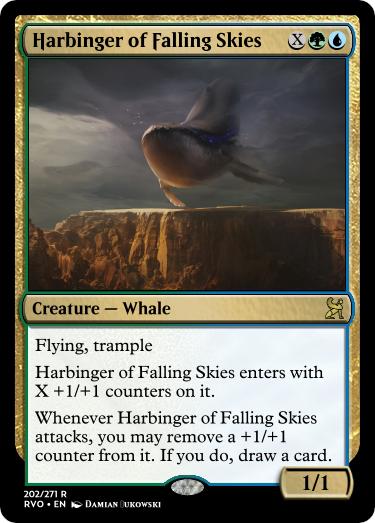 Harbinger of Falling Skies X
Creature — Whale
Flying, trample
Harbinger of Falling Skies enters with
X +1/+1 counters on it.
Whenever Harbinger of Falling Skies
attacks, you may remove a +1/+1
counter from it. If you do, draw a card.
1/1
202/271 R
RVO • EN Damian